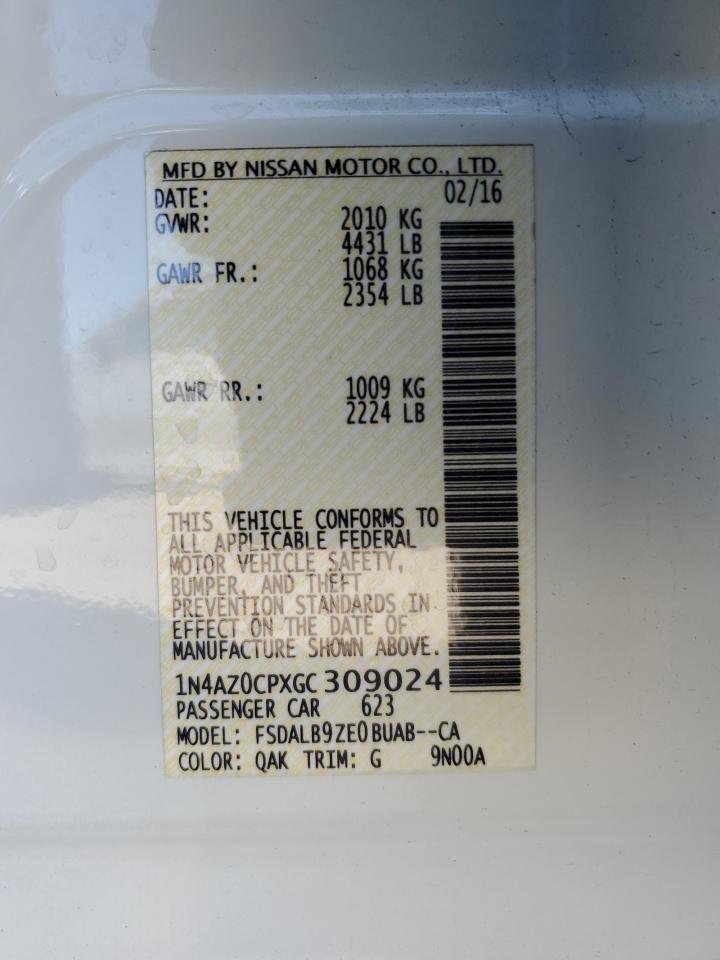 MFD BY NISSAN MOTOR CO., LTD.
DATE: 02/16
GVWR: 2010 KG
4431 LB
GAWR FR.: 1068 KG
2354 LB
GAWR RR.: 1009 KG
2224 LB
THIS VEHICLE CONFORMS TO
ALL APPLICABLE FEDERAL
MOTOR VEHICLE SAFETY,
BUMPER, AND THEFT
PREVENTION STANDARDS IN
EFFECT ON THE DATE OF
MANUFACTURE SHOWN ABOVE.
1N4AZ0CPXGC 309024
PASSENGER CAR 623
MODEL: FSDALB9ZE0BUAB--CA
COLOR: QAK TRIM: G 9N00A